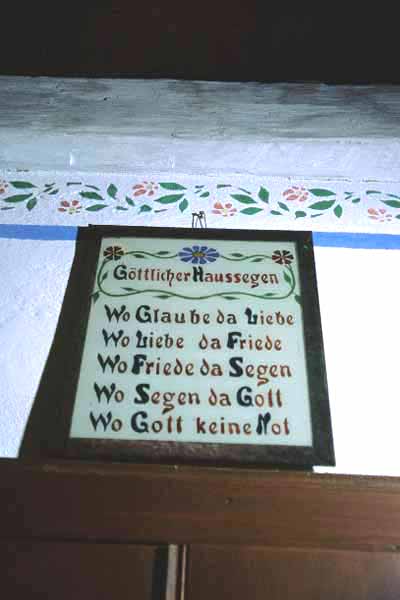 Göttlicher Haussegen
Wo Glaube da Liebe
Wo Liebe da Friede
Wo Friede da Segen
Wo Segen da Gott
Wo Gott keine Not